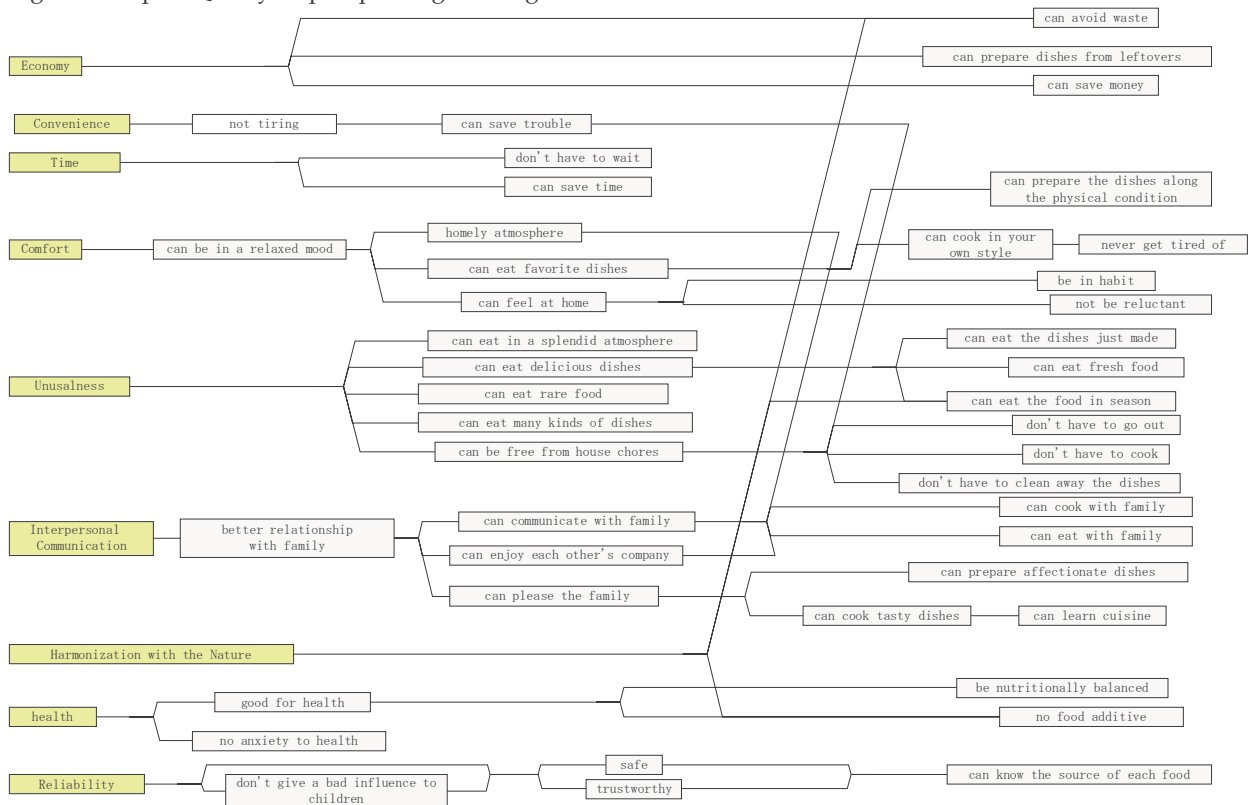 can avoid waste
Economy
can prepare dishes from leftovers
can save money
Convenience
not tiring
can save trouble
Time
don't have to wait
can save time
can prepare the dishes along
the physical condition
Comfort
can be in a relaxed mood
homely atmosphere
can eat favorite dishes
can feel at home
can cook in your
own style
never get tired of
be in habit
not be reluctant
Unusalness
can eat in a splendid atmosphere
can eat delicious dishes
can eat rare food
can eat many kinds of dishes
can be free from house chores
can eat the dishes just made
can eat fresh food
can eat the food in season
don't have to go out
don't have to cook
don't have to clean away the dishes
Interpersonal
Communication
better relationship
with family
can communicate with family
can enjoy each other's company
can please the family
can cook with family
can eat with family
can prepare affectionate dishes
can cook tasty dishes
can learn cuisine
Harmonization with the Nature
health
good for health
no anxiety to health
be nutritionally balanced
no food additive
Reliability
don't give a bad influence to
children
safe
trustworthy
can know the source of each food